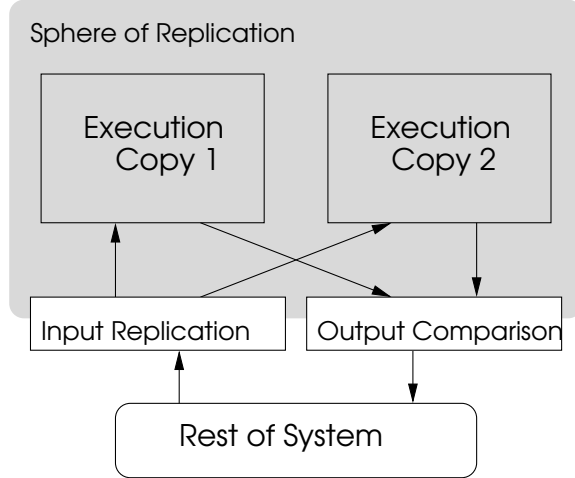 Sphere of Replication
Execution
Copy 1
Execution
Copy 2
Input Replication
Output Comparison
Rest of System